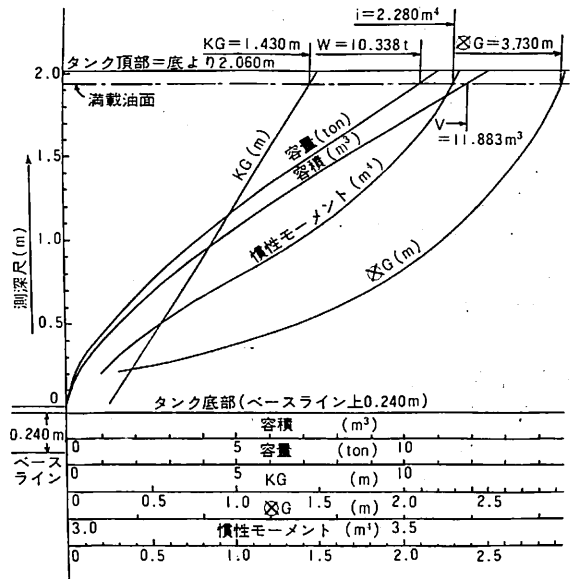 i=2.280m⁴
KG=1.430m W=10.338t ⊗G=3.730m
タンク頂部=底より2.060m
2.0
満載油面
V
=11.883m³
KG(m)
容量(ton)
容積(m³)
1.5
慣性モーメント(m⁴)
⊗G(m)
測深尺(m)
1.0
0.5
0
タンク底部(ベースライン上0.240m)
0.240m
ベースライン
容積 (m³)
0 5 10
容量 (ton)
0 5 10
KG (m)
0 0.5 1.0 1.5 2.0 2.5
⊗G (m)
3.0 3.5
慣性モーメント(m⁴)
0 0.5 1.0 1.5 2.0 2.5